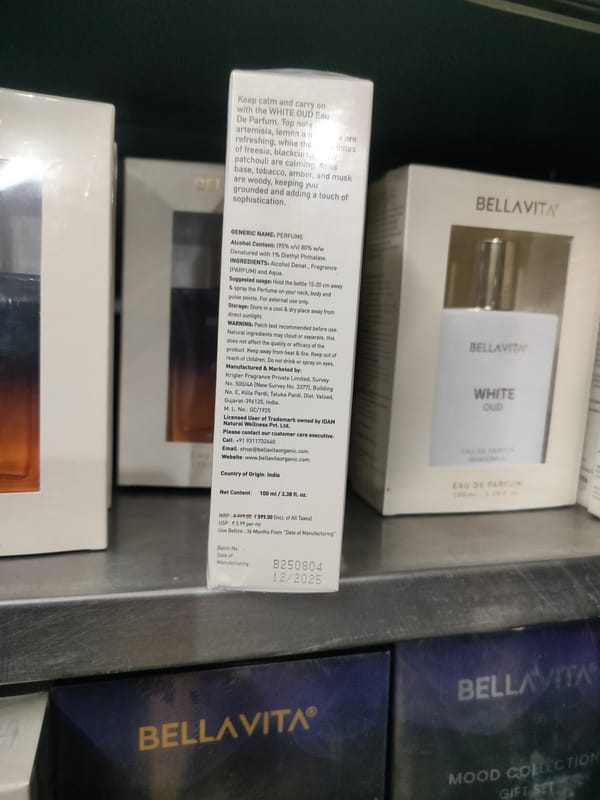 Keep calm and carry on
with the WHITE OUD Eau
De Parfum. Top not
artemisia, lemon a
refreshing, while the
of freesia, blackcurr
patchouli are calming. At its
base, tobacco, amber, and musk
are woody, keeping you
grounded and adding a touch of
sophistication.
GENERIC NAME: PERFUME
Alcohol Content: (95% v/v) 80% w/w
Denatured with 1% Diethyl Phthalate.
INGREDIENTS: Alcohol Denat., Fragrance
(PARFUM) and Aqua.
Suggested usage: Hold the bottle 15-20 cm away
& spray the Perfume on your neck, body and
pulse points. For external use only.
Storage: Store in a cool & dry place away from
direct sunlight.
WARNING: Patch test recommended before use.
Natural ingredients may cloud or separate, this
does not affect the quality or efficacy of the
product. Keep away from heat & fire. Keep out of
reach of children. Do not drink or spray on eyes.
Manufactured & Marketed by:
Krigler Fragrance Private Limited, Survey
No. 500/4A (New Survey No. 3377), Building
No. E, Killa Pardi, Taluka Pardi, Dist. Valsad,
Gujarat-396125, India.
M. L. No.: GC/1925
Licensed User of Trademark owned by IDAM
Natural Wellness Pvt. Ltd.
Please contact our customer care executive:
Call: +91 9311732440
Email: shop@bellavitaorganic.com
Website: www.bellavitaorganic.com
Country of Origin: India
Net Content: 100 ml / 3.38 fl. oz.
MRP ₹ 599.00 (Incl. of All Taxes)
USP : ₹ 5.99 per ml
Use Before : 36 Months From "Date of Manufacturing"
Batch No :
Date of
Manufacturing :
B250804
12/2025
BELLAVITA®
BELLAVITA®
WHITE
OUD
EAU DE PARFUM
EAU DE PARFUM
BELLAVITA®
BELLAVITA®
MOOD COLLECTION
GIFT SET